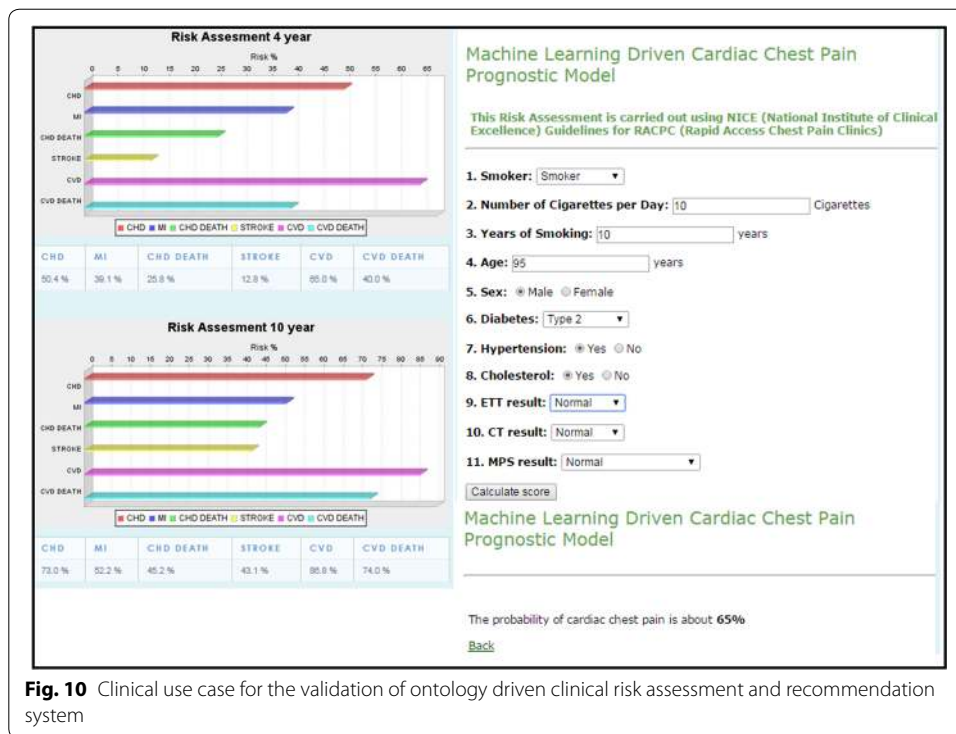 Risk Assesment 4 year
Risk %
0 5 10 15 20 25 30 35 40 45 50 55 60 65
CHD
MI
CHD DEATH
STROKE
CVD
CVD DEATH
CHD MI CHD DEATH STROKE CVD CVD DEATH
CHD MI CHD DEATH STROKE CVD CVD DEATH
50.4 % 39.1 % 25.8 % 12.8 % 65.0 % 40.0 %
Risk Assesment 10 year
Risk %
0 5 10 15 20 25 30 35 40 45 50 55 60 65 70 75 80 85 90
CHD
MI
CHD DEATH
STROKE
CVD
CVD DEATH
CHD MI CHD DEATH STROKE CVD CVD DEATH
CHD MI CHD DEATH STROKE CVD CVD DEATH
73.0 % 52.2 % 45.2 % 43.1 % 86.8 % 74.0 %
Machine Learning Driven Cardiac Chest Pain
Prognostic Model
This Risk Assessment is carried out using NICE (National Institute of Clinical
Excellence) Guidelines for RACPC (Rapid Access Chest Pain Clinics)
1. Smoker: Smoker
2. Number of Cigarettes per Day: 10 Cigarettes
3. Years of Smoking: 10 years
4. Age: 95 years
5. Sex: Male Female
6. Diabetes: Type 2
7. Hypertension: Yes No
8. Cholesterol: Yes No
9. ETT result: Normal
10. CT result: Normal
11. MPS result: Normal
Calculate score
Machine Learning Driven Cardiac Chest Pain
Prognostic Model
The probability of cardiac chest pain is about 65%
Back
Fig. 10 Clinical use case for the validation of ontology driven clinical risk assessment and recommendation
system